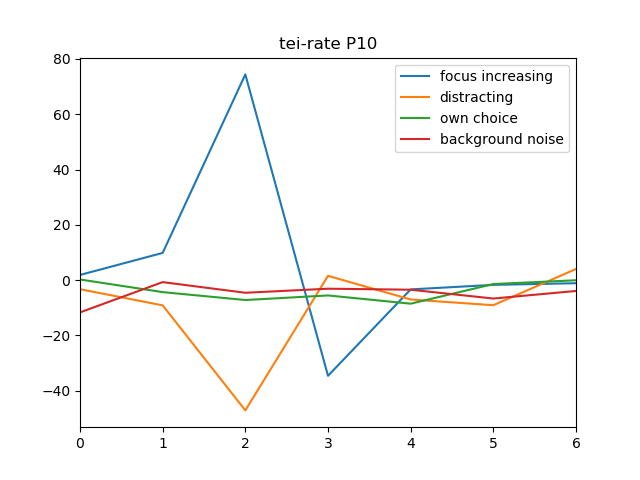 tei-rate P10
focus increasing
distracting
own choice
background noise
80
60
40
20
0
−20
−40
0 1 2 3 4 5 6